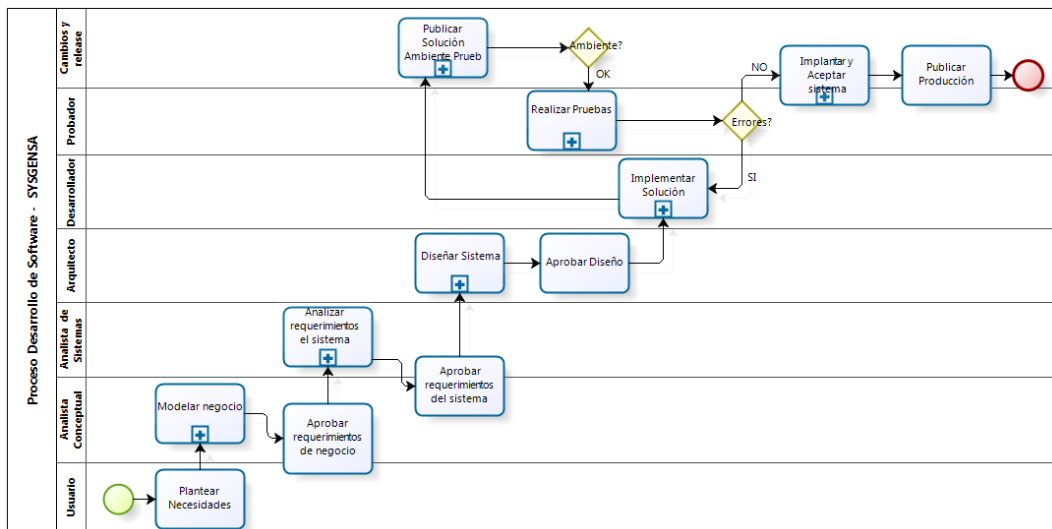 Proceso Desarrollo de Software - SYSGENSA
Cambios y
release
Publicar
Solución
Ambiente Prueb
Ambiente?
OK
NO
Implantar y
Aceptar
sistema
Publicar
Producción
Probador
Realizar Pruebas
Errores?
SI
Desarrollador
Implementar
Solución
Arquitecto
Diseñar Sistema
Aprobar Diseño
Analista de
Sistemas
Analizar
requerimientos
el sistema
Aprobar
requerimientos
del sistema
Analista
Conceptual
Modelar negocio
Aprobar
requerimientos
de negocio
Usuario
Plantear
Necesidades